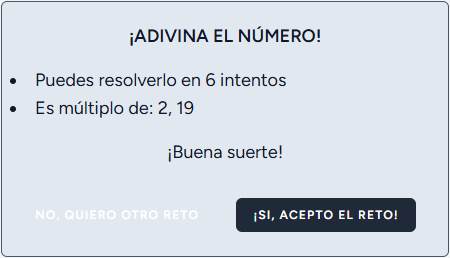 ¡ADIVINA EL NÚMERO!
Puedes resolverlo en 6 intentos
Es múltiplo de: 2, 19
¡Buena suerte!
NO, QUIERO OTRO RETO
¡SI, ACEPTO EL RETO!